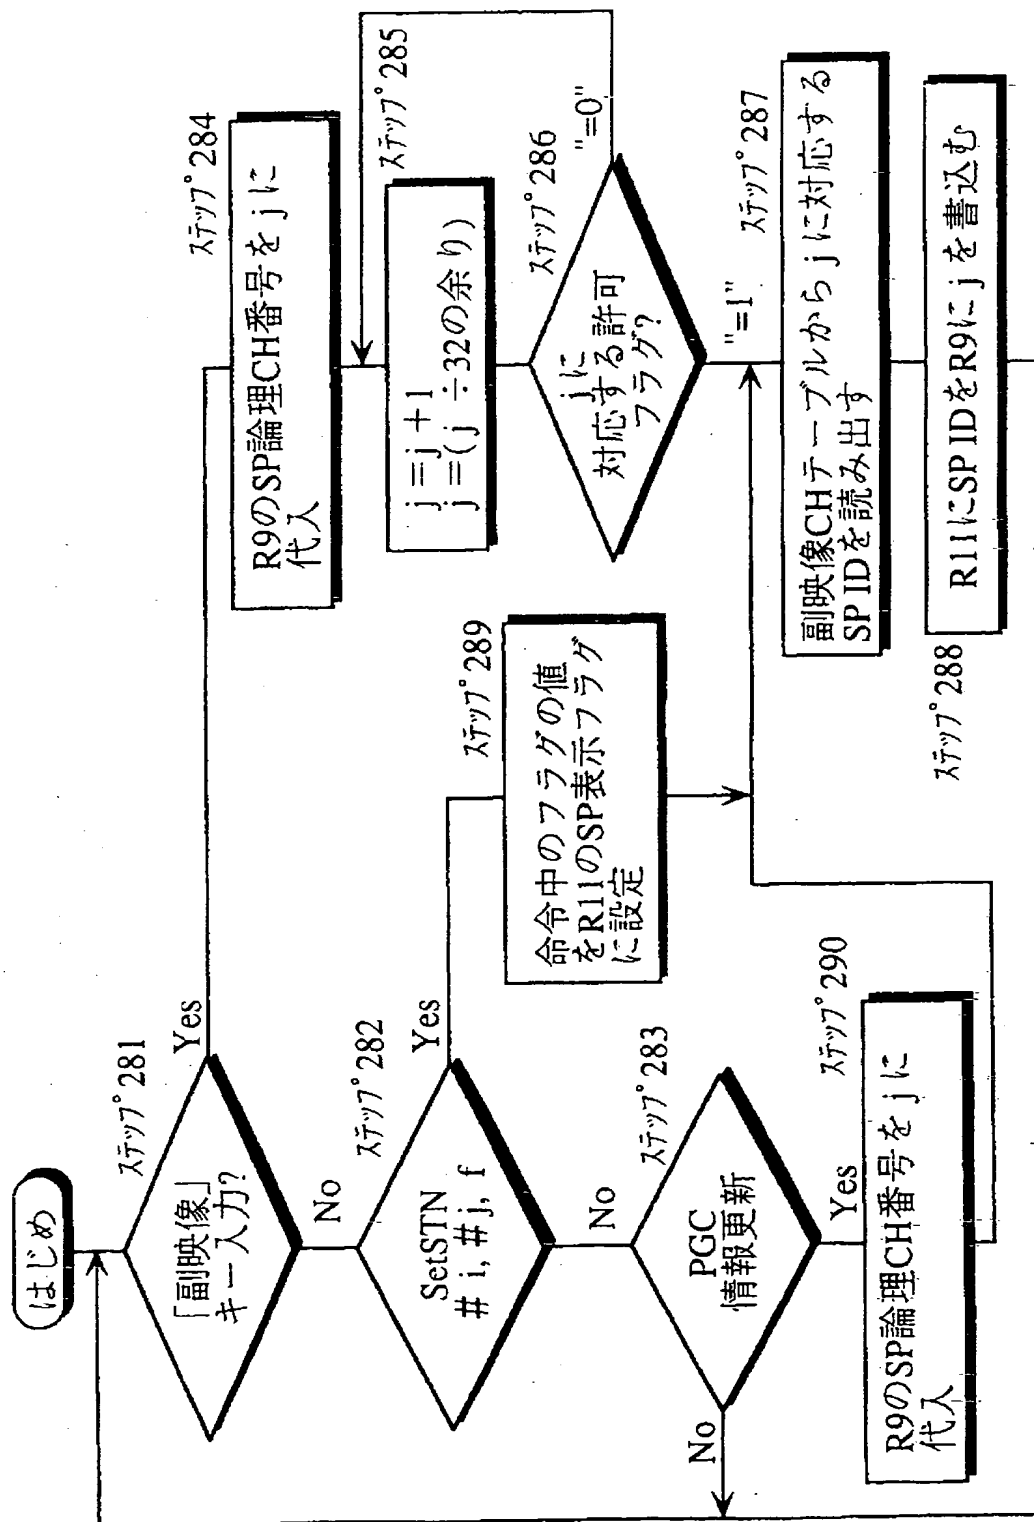 はじめ
ステップ281
「副映像」
キー入力?
Yes
No
ステップ282
SetSTN
# i, # j, f
Yes
No
ステップ283
PGC
情報更新
No
Yes
ステップ290
R9のSP論理CH番号を j に
代入
ステップ289
命令中のフラグの値
をR11のSP表示フラグ
に設定
ステップ284
R9のSP論理CH番号を j に
代入
ステップ285
j = j + 1
j =( j ÷32の余り)
ステップ286
j に
対応する許可
フラグ?
"=0"
"=1"
ステップ287
副映像CHテーブルから j に対応する
SP IDを読み出す
ステップ288
R11にSP IDをR9に j を書込む